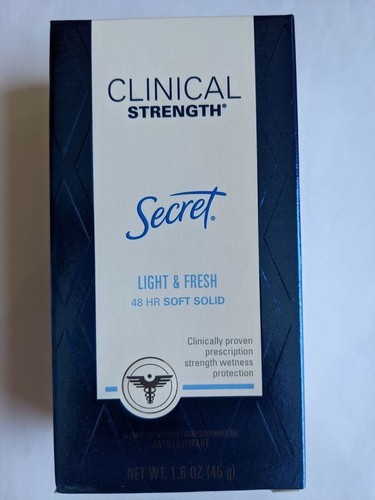 CLINICAL
STRENGTH®
Secret®
LIGHT & FRESH
48 HR SOFT SOLID
Clinically proven
prescription
strength wetness
protection
ANTIPERSPIRANT
NET WT. 1.6 OZ (45 g)